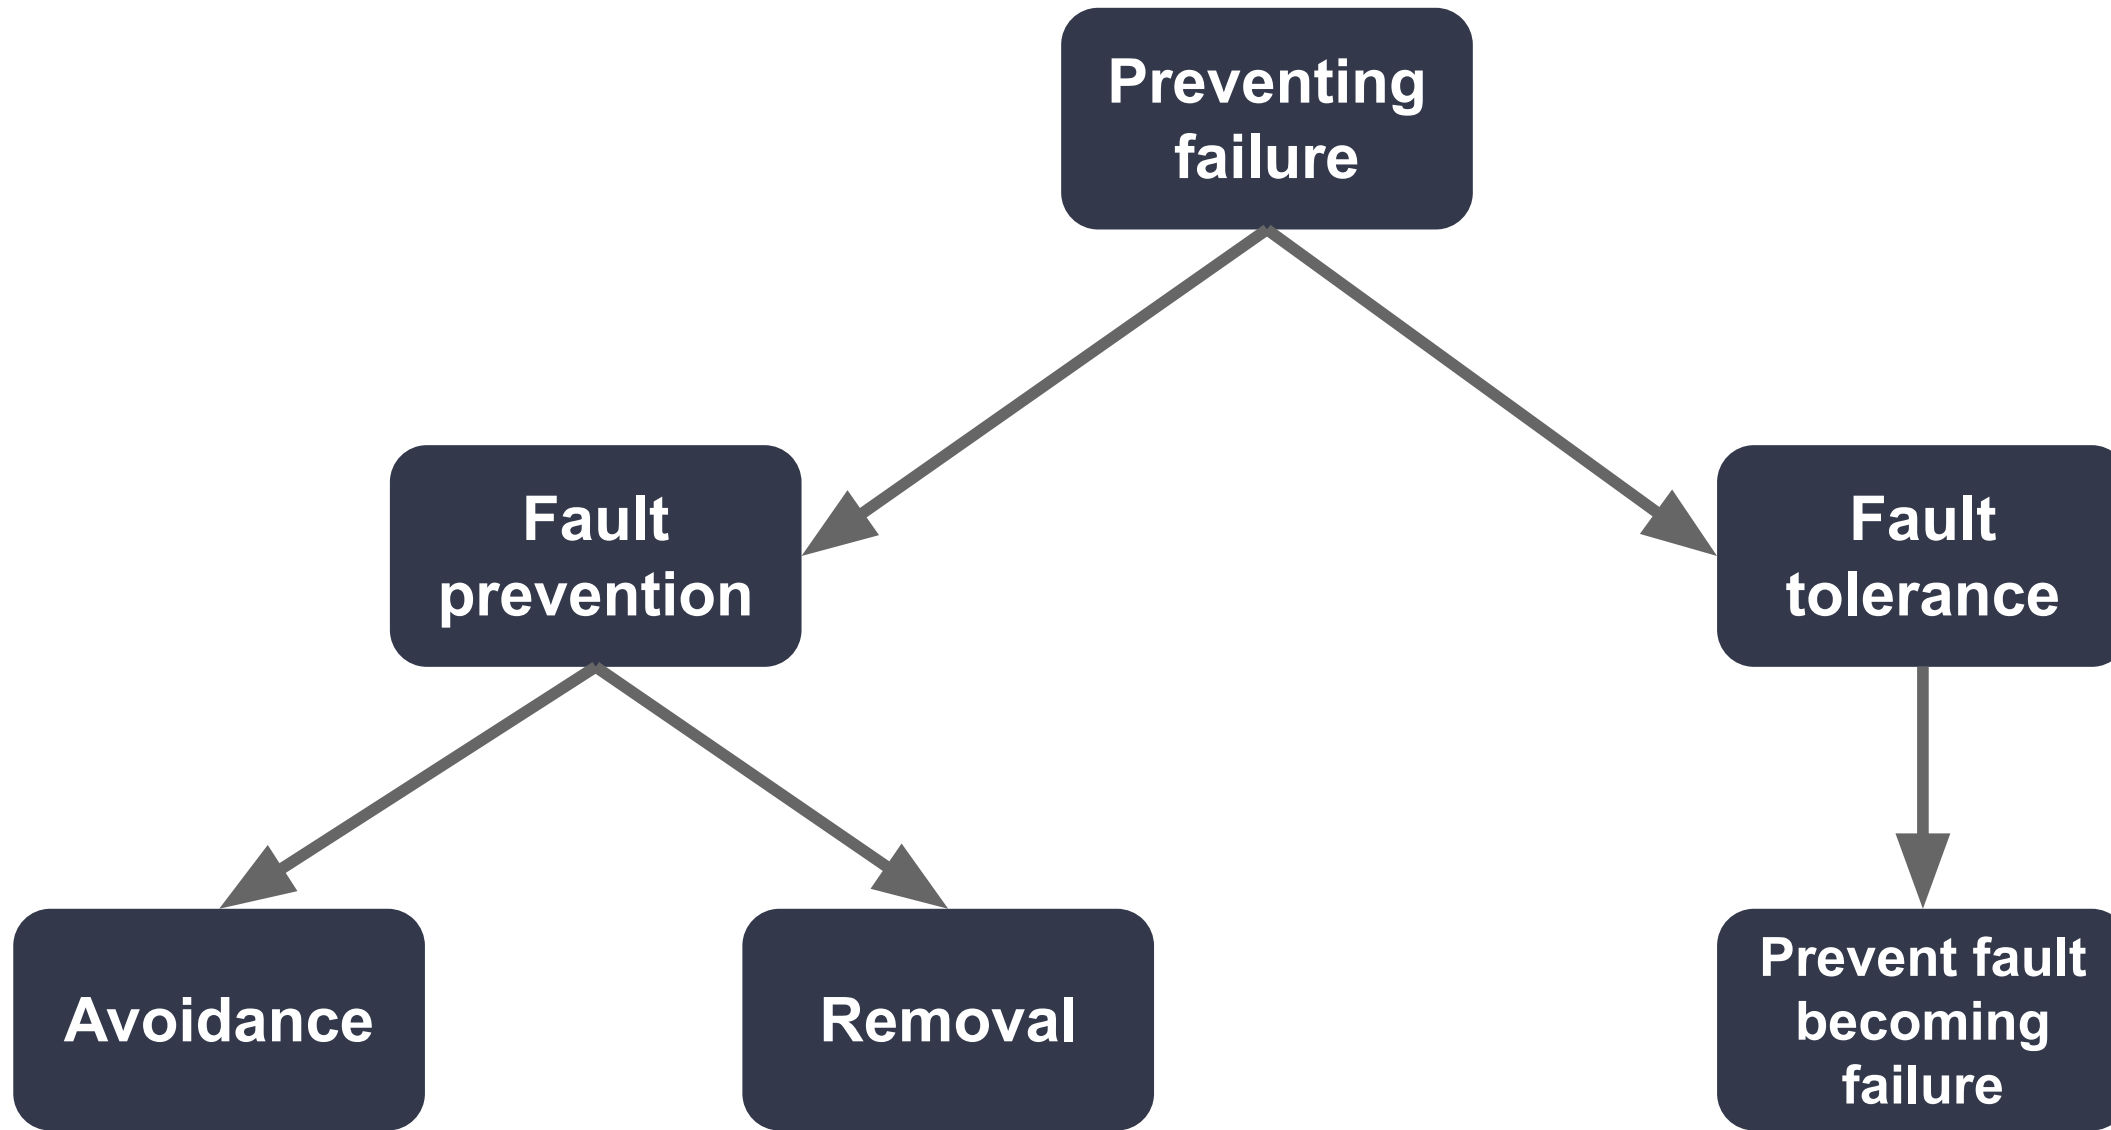 Preventing
failure
Fault
prevention
Fault
tolerance
Avoidance
Removal
Prevent fault
becoming
failure